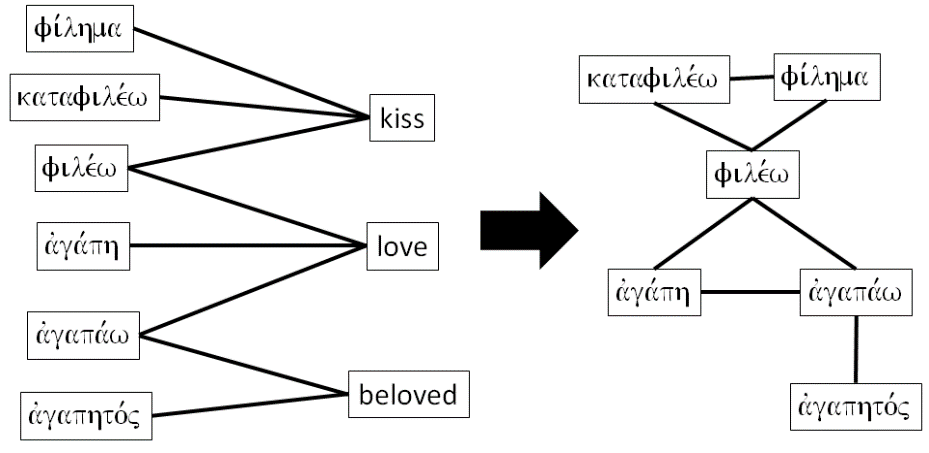 φίλημα
καταφιλέω
φιλέω
ἀγάπη
ἀγαπάω
ἀγαπητός
kiss
love
beloved
καταφιλέω
φίλημα
φιλέω
ἀγάπη
ἀγαπάω
ἀγαπητός